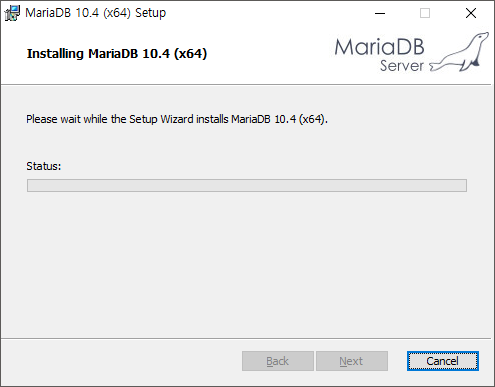 MariaDB 10.4 (x64) Setup
Installing MariaDB 10.4 (x64)
MariaDB
Server
Please wait while the Setup Wizard installs MariaDB 10.4 (x64).
Status:
Back
Next
Cancel